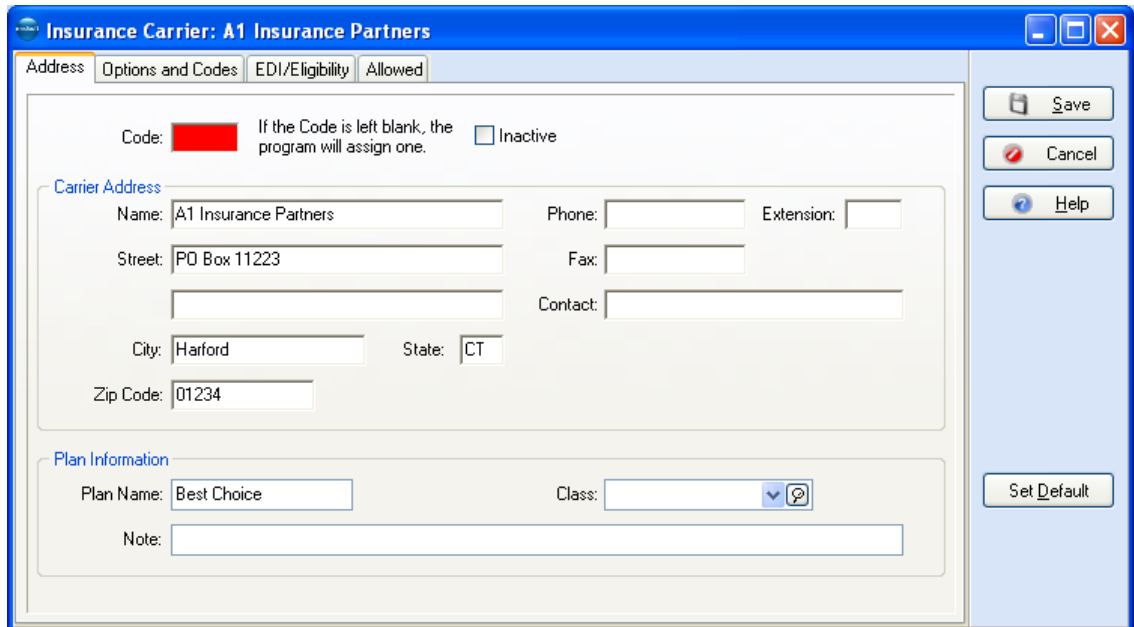 Insurance Carrier: A1 Insurance Partners
Address Options and Codes EDI/Eligibility Allowed
Code: If the Code is left blank, the
program will assign one.
Inactive
Save
Cancel
Help
Carrier Address
Name: A1 Insurance Partners Phone: Extension:
Street: PO Box 11223 Fax:
Contact:
City: Harford State: CT
Zip Code: 01234
Plan Information
Plan Name: Best Choice Class:
Set Default
Note: